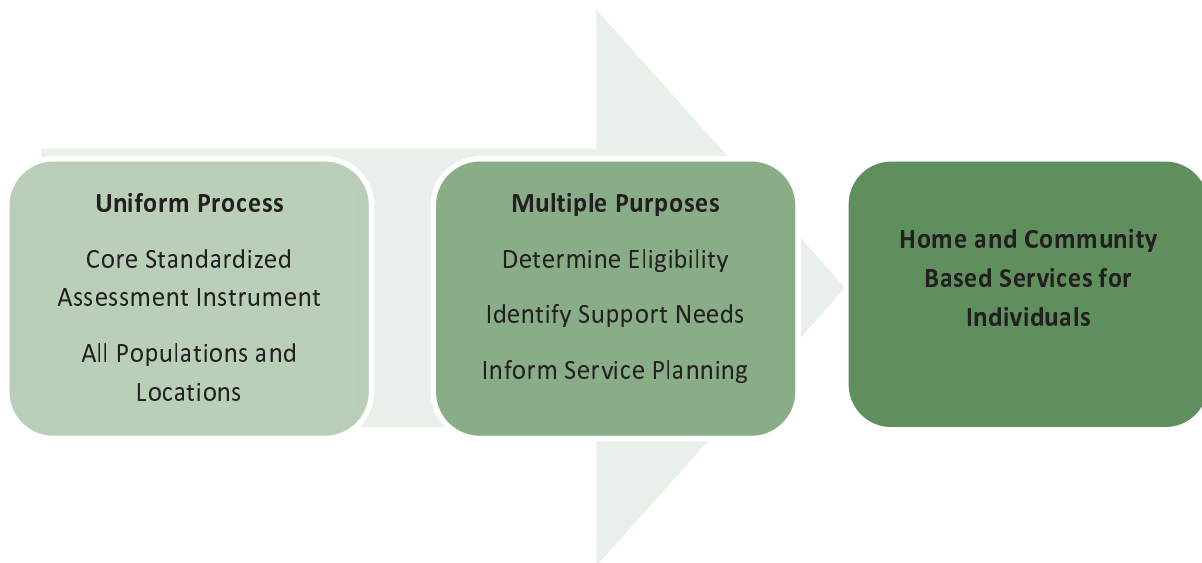 Uniform Process
Core Standardized
Assessment Instrument
All Populations and
Locations
Multiple Purposes
Determine Eligibility
Identify Support Needs
Inform Service Planning
Home and Community
Based Services for
Individuals